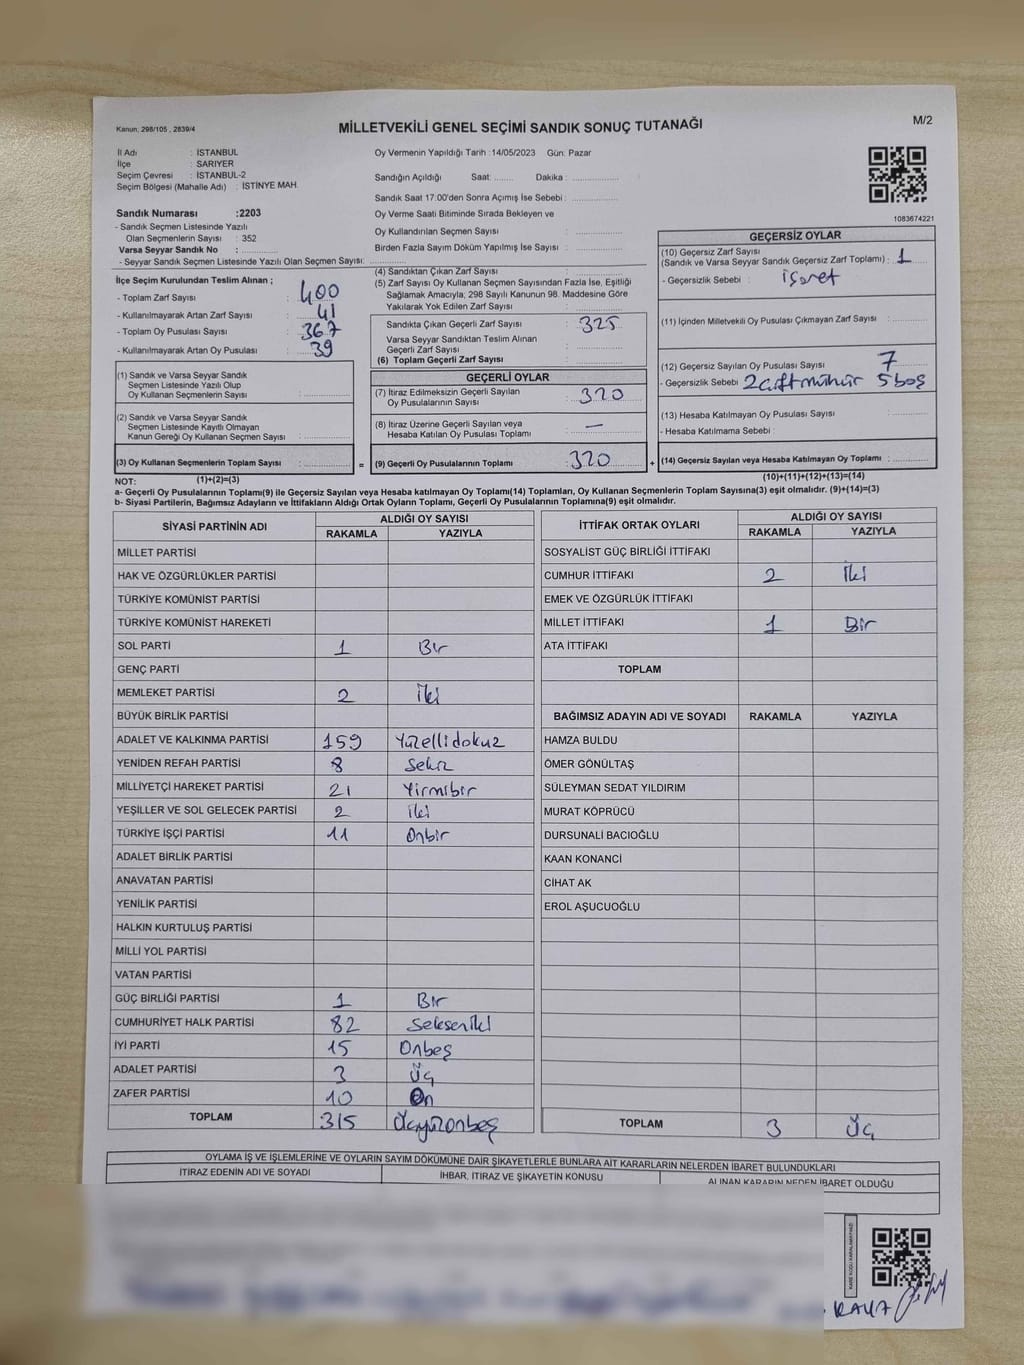 Kanun, 298/105 , 2839/4
MİLLETVEKİLİ GENEL SEÇİMİ SANDIK SONUÇ TUTANAĞI
M/2
İl Adı : İSTANBUL
İlçe : SARIYER
Seçim Çevresi : İSTANBUL-2
Seçim Bölgesi (Mahalle Adı) : İSTİNYE MAH.
Sandık Numarası :2203
- Sandık Seçmen Listesinde Yazılı
Olan Seçmenlerin Sayısı : 352
Varsa Seyyar Sandık No : ............
- Seyyar Sandık Seçmen Listesinde Yazılı Olan Seçmen Sayısı: ............
Oy Vermenin Yapıldığı Tarih :14/05/2023 Gün: Pazar
Sandığın Açıldığı Saat: ....... Dakika : ................
Sandık Saat 17:00'den Sonra Açımış İse Sebebi : ................
Oy Verme Saati Bitiminde Sırada Bekleyen ve
Oy Kullandırılan Seçmen Sayısı : ................
Birden Fazla Sayım Döküm Yapılmış İse Sayısı : ................
1083674221
İlçe Seçim Kurulundan Teslim Alınan ;
- Toplam Zarf Sayısı : 400
- Kullanılmayarak Artan Zarf Sayısı : 41
- Toplam Oy Pusulası Sayısı : 367
- Kullanılmayarak Artan Oy Pusulası : 39
(4) Sandıktan Çıkan Zarf Sayısı : ................
(5) Zarf Sayısı Oy Kullanan Seçmen Sayısından Fazla İse, Eşitliği
Sağlamak Amacıyla; 298 Sayılı Kanunun 98. Maddesine Göre
Yakılarak Yok Edilen Zarf Sayısı : ................
Sandıkta Çıkan Geçerli Zarf Sayısı : 325
Varsa Seyyar Sandıktan Teslim Alınan
Geçerli Zarf Sayısı : ................
(6) Toplam Geçerli Zarf Sayısı : ................
GEÇERSİZ OYLAR
(10) Geçersiz Zarf Sayısı
(Sandık ve Varsa Seyyar Sandık Geçersiz Zarf Toplamı) : 1
- Geçersizlik Sebebi : işaret
(11) İçinden Milletvekili Oy Pusulası Çıkmayan Zarf Sayısı : ............
(12) Geçersiz Sayılan Oy Pusulası Sayısı : 7
- Geçersizlik Sebebi 2 çift mühür 5 boş
(13) Hesaba Katılmayan Oy Pusulası Sayısı : ............
- Hesaba Katılmama Sebebi :
(14) Geçersiz Sayılan veya Hesaba Katılmayan Oy Toplamı : ............
(10)+(11)+(12)+(13)=(14)
(1) Sandık ve Varsa Seyyar Sandık
Seçmen Listesinde Yazılı Olup
Oy Kullanan Seçmenlerin Sayısı : ................
(2) Sandık ve Varsa Seyyar Sandık
Seçmen Listesinde Kayıtlı Olmayan
Kanun Gereği Oy Kullanan Seçmen Sayısı : ................
(3) Oy Kullanan Seçmenlerin Toplam Sayısı : ................ =
(1)+(2)=(3)
GEÇERLİ OYLAR
(7) İtiraz Edilmeksizin Geçerli Sayılan
Oy Pusulalarının Sayısı : 320
(8) İtiraz Üzerine Geçerli Sayılan veya
Hesaba Katılan Oy Pusulası Toplamı : —
(9) Geçerli Oy Pusulalarının Toplamı : 320 +
NOT:
a- Geçerli Oy Pusulalarının Toplamı(9) ile Geçersiz Sayılan veya Hesaba katılmayan Oy Toplamı(14) Toplamları, Oy Kullanan Seçmenlerin Toplam Sayısına(3) eşit olmalıdır. (9)+(14)=(3)
b- Siyasi Partilerin, Bağımsız Adayların ve İttifakların Aldığı Ortak Oyların Toplamı, Geçerli Oy Pusulalarının Toplamına(9) eşit olmalıdır.
SİYASİ PARTİNİN ADI ALDIĞI OY SAYISI
RAKAMLA YAZIYLA
MİLLET PARTİSİ
HAK VE ÖZGÜRLÜKLER PARTİSİ
TÜRKİYE KOMÜNİST PARTİSİ
TÜRKİYE KOMÜNİST HAREKETİ
SOL PARTİ 1 Bir
GENÇ PARTİ
MEMLEKET PARTİSİ 2 İki
BÜYÜK BİRLİK PARTİSİ
ADALET VE KALKINMA PARTİSİ 159 Yüzellidokuz
YENİDEN REFAH PARTİSİ 8 Sekiz
MİLLİYETÇİ HAREKET PARTİSİ 21 Yirmibir
YEŞİLLER VE SOL GELECEK PARTİSİ 2 iki
TÜRKİYE İŞÇİ PARTİSİ 11 Onbir
ADALET BİRLİK PARTİSİ
ANAVATAN PARTİSİ
YENİLİK PARTİSİ
HALKIN KURTULUŞ PARTİSİ
MİLLİ YOL PARTİSİ
VATAN PARTİSİ
GÜÇ BİRLİĞİ PARTİSİ 1 Bir
CUMHURİYET HALK PARTİSİ 82 Sekseniki
İYİ PARTİ 15 Onbeş
ADALET PARTİSİ 3 Üç
ZAFER PARTİSİ 10 On
TOPLAM 315 Üçyüzonbeş
İTTİFAK ORTAK OYLARI ALDIĞI OY SAYISI
RAKAMLA YAZIYLA
SOSYALİST GÜÇ BİRLİĞİ İTTİFAKI
CUMHUR İTTİFAKI 2 İki
EMEK VE ÖZGÜRLÜK İTTİFAKI
MİLLET İTTİFAKI 1 Bir
ATA İTTİFAKI
TOPLAM
BAĞIMSIZ ADAYIN ADI VE SOYADI RAKAMLA YAZIYLA
HAMZA BULDU
ÖMER GÖNÜLTAŞ
SÜLEYMAN SEDAT YILDIRIM
MURAT KÖPRÜCÜ
DURSUNALİ BACIOĞLU
KAAN KONANCİ
CİHAT AK
EROL AŞUCUOĞLU
TOPLAM 3 Üç
OYLAMA İŞ VE İŞLEMLERİNE VE OYLARIN SAYIM DÖKÜMÜNE DAİR ŞİKAYETLERLE BUNLARA AİT KARARLARIN NELERDEN İBARET BULUNDUKLARI
İTİRAZ EDENİN ADI VE SOYADI İHBAR, İTİRAZ VE ŞİKAYETİN KONUSU ALINAN KARARIN NEDEN İBARET OLDUĞU
KARE KODU KARALAMAYINIZ